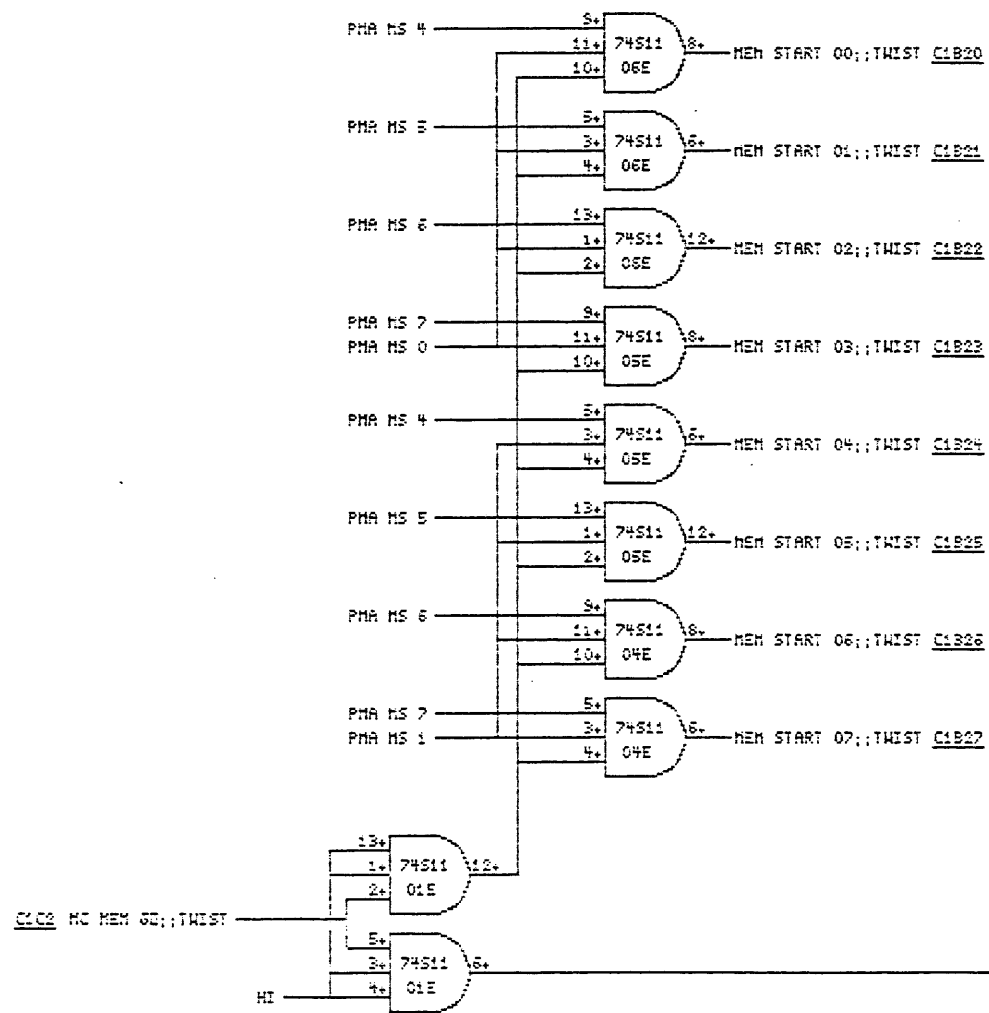 9+
PMA MS 4 11+ 74S11 8+ MEM START 00;;TWIST C1B20
10+ 06E
PMA MS 5 5+
3+ 74S11 6+ MEM START 01;;TWIST C1B21
4+ 06E
PMA MS 6 13+
1+ 74S11 12+ MEM START 02;;TWIST C1B22
2+ 06E
PMA MS 7 9+
PMA MS 0 11+ 74S11 8+ MEM START 03;;TWIST C1B23
10+ 05E
PMA MS 4 5+
3+ 74S11 6+ MEM START 04;;TWIST C1B24
4+ 05E
PMA MS 5 13+
1+ 74S11 12+ MEM START 05;;TWIST C1B25
2+ 05E
PMA MS 6 9+
11+ 74S11 8+ MEM START 06;;TWIST C1B26
10+ 04E
PMA MS 7 5+
PMA MS 1 3+ 74S11 6+ MEM START 07;;TWIST C1B27
4+ 04E
13+
1+ 74S11 12+
2+ 01E
C1C2 MC MEM GE;;TWIST
5+
3+ 74S11 6+
HI 4+ 01E